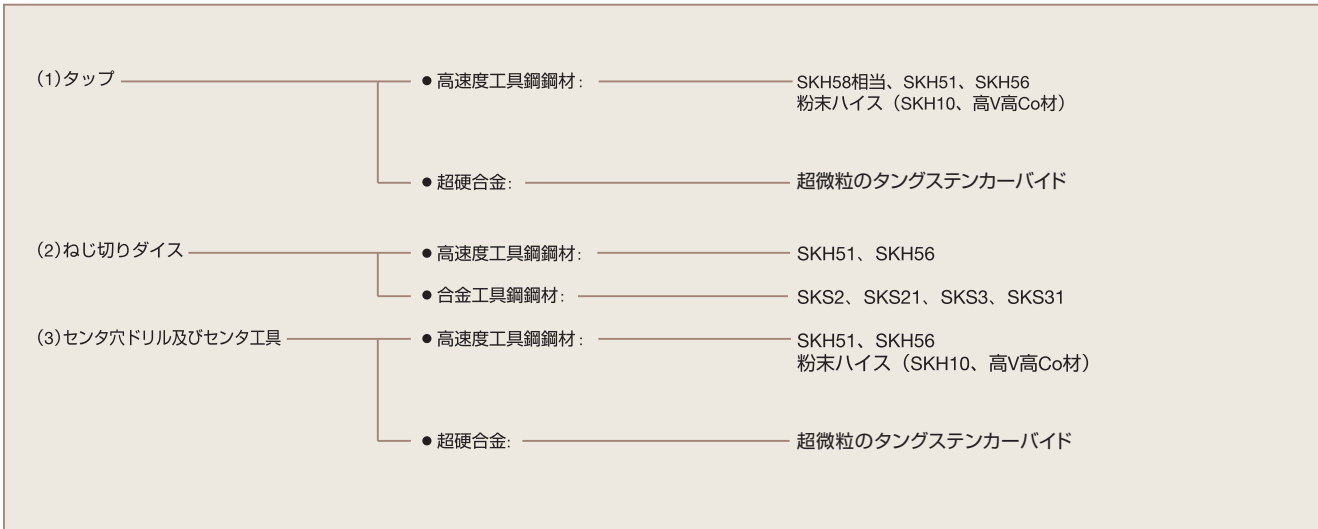 (1)タップ
●高速度工具鋼鋼材:
SKH58相当、SKH51、SKH56
粉末ハイス（SKH10、高V高Co材）
●超硬合金:
超微粒のタングステンカーバイド
(2)ねじ切りダイス
●高速度工具鋼鋼材:
SKH51、SKH56
●合金工具鋼鋼材:
SKS2、SKS21、SKS3、SKS31
(3)センタ穴ドリル及びセンタ工具
●高速度工具鋼鋼材:
SKH51、SKH56
粉末ハイス（SKH10、高V高Co材）
●超硬合金:
超微粒のタングステンカーバイド